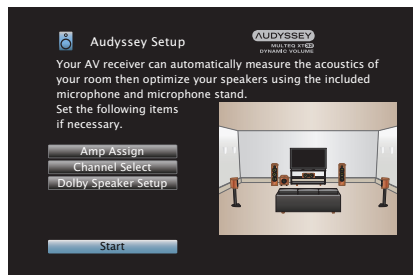 Audyssey Setup
AUDYSSEY
MULTEQ XT32
DYNAMIC VOLUME
Your AV receiver can automatically measure the acoustics of
your room then optimize your speakers using the included
microphone and microphone stand.
Set the following items
if necessary.
Amp Assign
Channel Select
Dolby Speaker Setup
Start